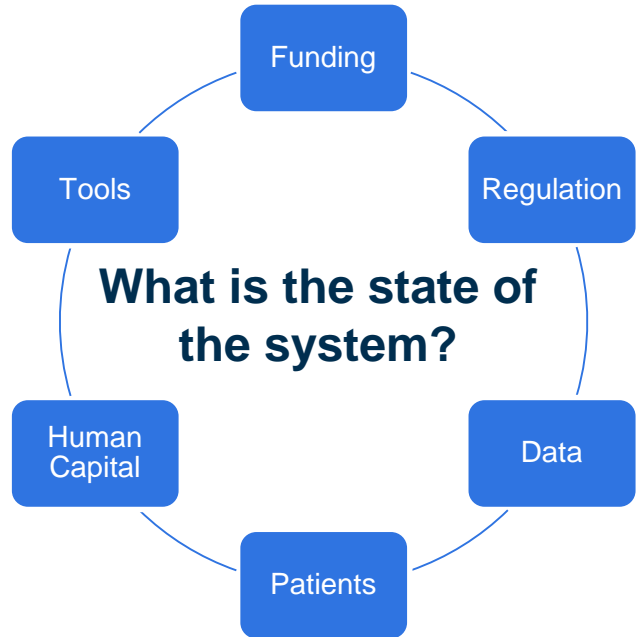 Funding
Tools
Regulation
What is the state of
the system?
Human
Capital
Data
Patients